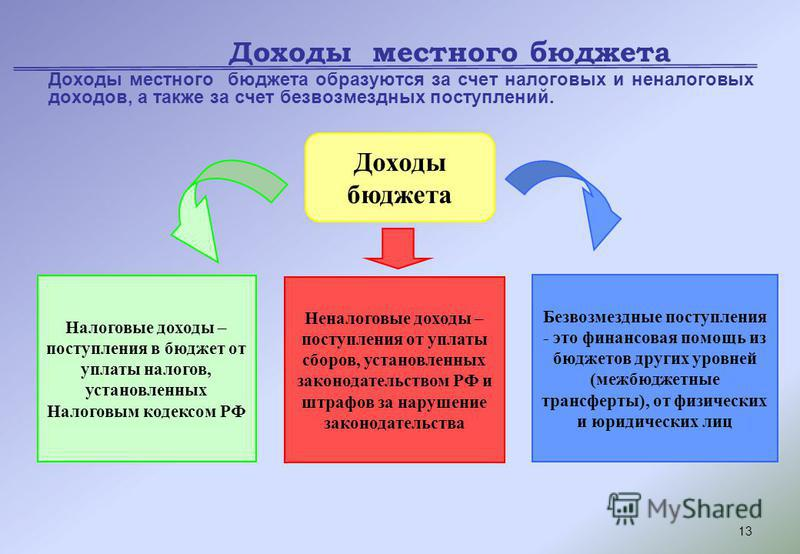 Доходы местного бюджета
Доходы местного бюджета образуются за счет налоговых и неналоговых
доходов, а также за счет безвозмездных поступлений.
Доходы
бюджета
Налоговые доходы –
поступления в бюджет от
уплаты налогов,
установленных
Налоговым кодексом РФ
Неналоговые доходы –
поступления от уплаты
сборов, установленных
законодательством РФ и
штрафов за нарушение
законодательства
Безвозмездные поступления
- это финансовая помощь из
бюджетов других уровней
(межбюджетные
трансферты), от физических
и юридических лиц
MyShared
13